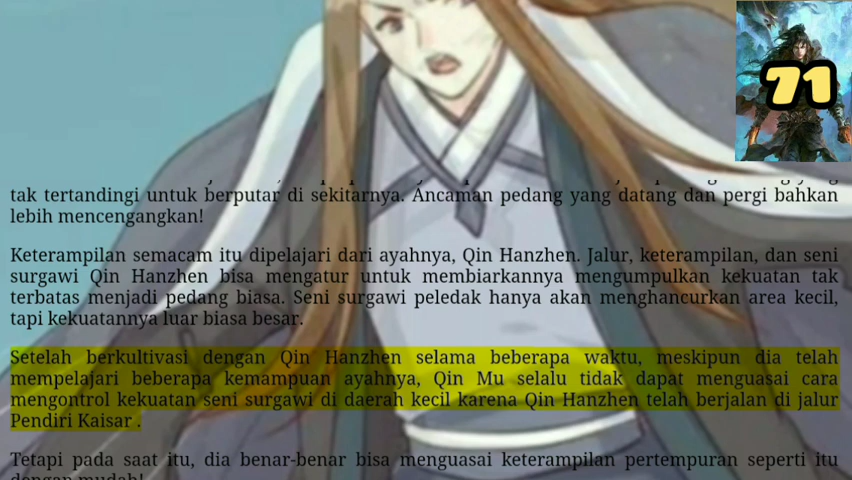 71
tak tertandingi untuk berputar di sekitarnya. Ancaman pedang yang datang dan pergi bahkan
lebih mencengangkan!
Keterampilan semacam itu dipelajari dari ayahnya, Qin Hanzhen. Jalur, keterampilan, dan seni
surgawi Qin Hanzhen bisa mengatur untuk membiarkannya mengumpulkan kekuatan tak
terbatas menjadi pedang biasa. Seni surgawi peledak hanya akan menghancurkan area kecil,
tapi kekuatannya luar biasa besar.
Setelah berkultivasi dengan Qin Hanzhen selama beberapa waktu, meskipun dia telah
mempelajari beberapa kemampuan ayahnya, Qin Mu selalu tidak dapat menguasai cara
mengontrol kekuatan seni surgawi di daerah kecil karena Qin Hanzhen telah berjalan di jalur
Pendiri Kaisar .
Tetapi pada saat itu, dia benar-benar bisa menguasai keterampilan pertempuran seperti itu
dengan mudah!